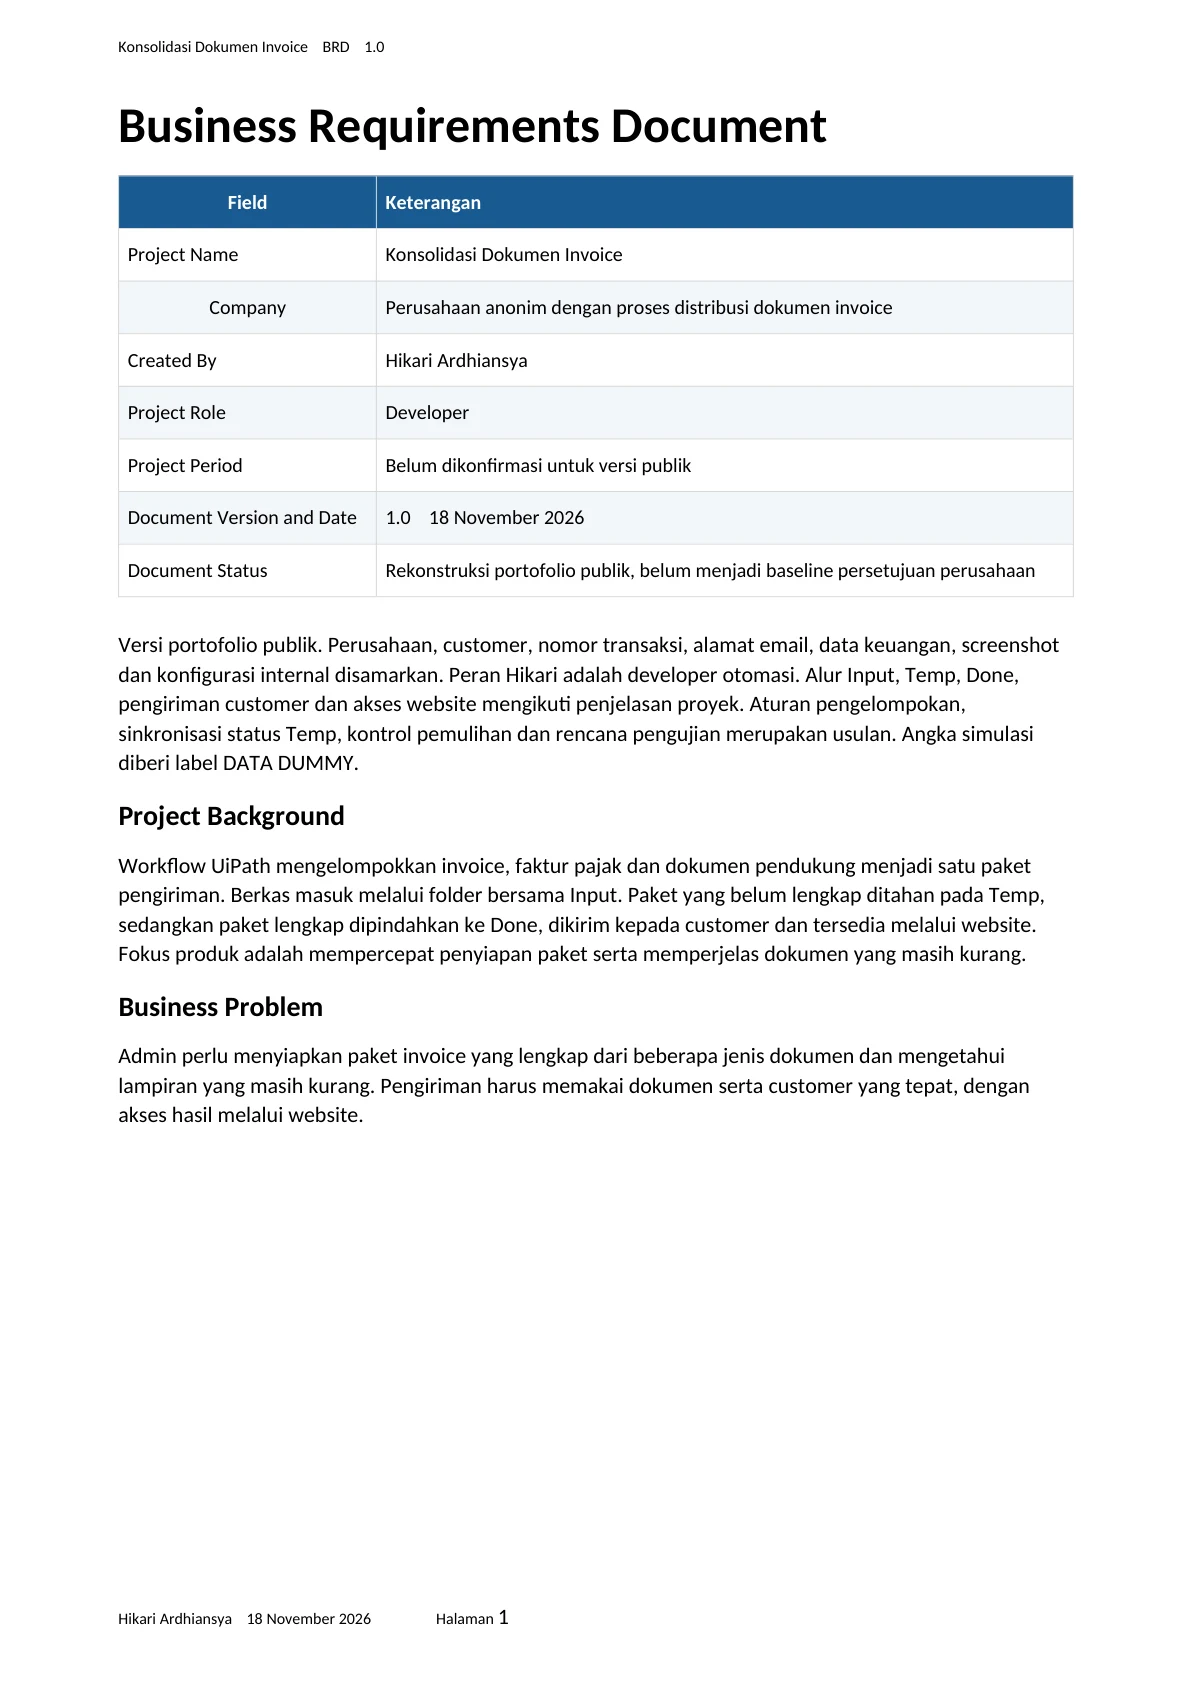 Konsolidasi Dokumen Invoice BRD 1.0
Business Requirements Document
Field Keterangan
Project Name Konsolidasi Dokumen Invoice
Company Perusahaan anonim dengan proses distribusi dokumen invoice
Created By Hikari Ardhiansya
Project Role Developer
Project Period Belum dikonfirmasi untuk versi publik
Document Version and Date 1.0 18 November 2026
Document Status Rekonstruksi portofolio publik, belum menjadi baseline persetujuan perusahaan
Versi portofolio publik. Perusahaan, customer, nomor transaksi, alamat email, data keuangan, screenshot
dan konfigurasi internal disamarkan. Peran Hikari adalah developer otomasi. Alur Input, Temp, Done,
pengiriman customer dan akses website mengikuti penjelasan proyek. Aturan pengelompokan,
sinkronisasi status Temp, kontrol pemulihan dan rencana pengujian merupakan usulan. Angka simulasi
diberi label DATA DUMMY.
Project Background
Workflow UiPath mengelompokkan invoice, faktur pajak dan dokumen pendukung menjadi satu paket
pengiriman. Berkas masuk melalui folder bersama Input. Paket yang belum lengkap ditahan pada Temp,
sedangkan paket lengkap dipindahkan ke Done, dikirim kepada customer dan tersedia melalui website.
Fokus produk adalah mempercepat penyiapan paket serta memperjelas dokumen yang masih kurang.
Business Problem
Admin perlu menyiapkan paket invoice yang lengkap dari beberapa jenis dokumen dan mengetahui
lampiran yang masih kurang. Pengiriman harus memakai dokumen serta customer yang tepat, dengan
akses hasil melalui website.
Hikari Ardhiansya 18 November 2026 Halaman 1